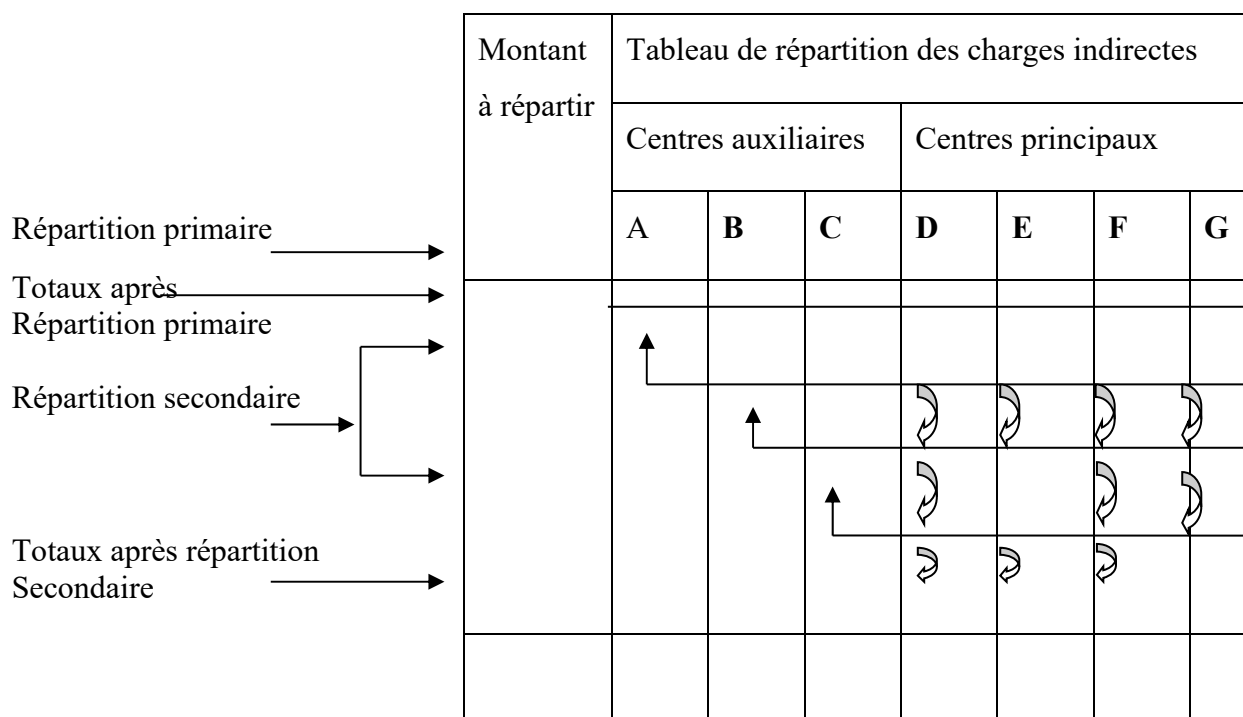 Montant
à répartir
Tableau de répartition des charges indirectes
Centres auxiliaires
Centres principaux
A
B
C
D
E
F
G
Répartition primaire
Totaux après
Répartition primaire
Répartition secondaire
Totaux après répartition
Secondaire